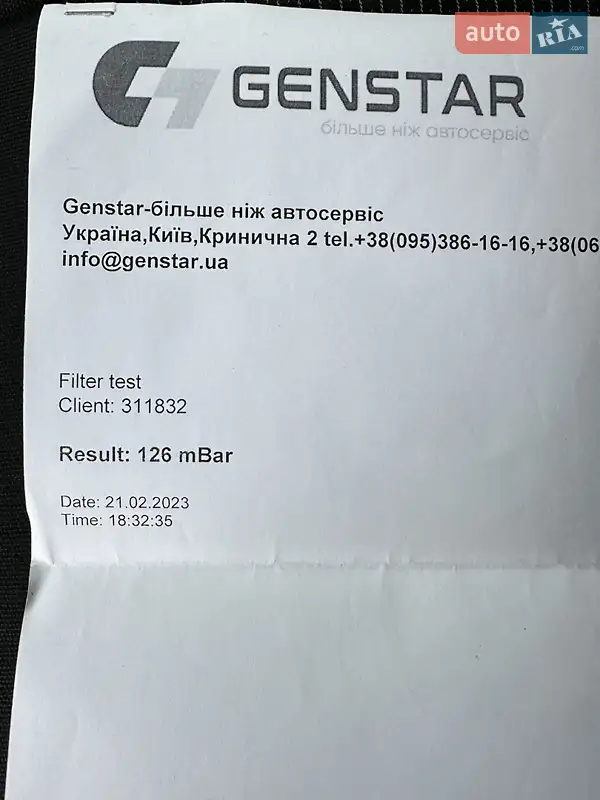 auto RIA .com
GENSTAR
більше ніж автосервіс
Genstar-більше ніж автосервіс
Україна,Київ,Кринична 2 tel.+38(095)386-16-16,+38(06
info@genstar.ua
Filter test
Client: 311832
Result: 126 mBar
Date: 21.02.2023
Time: 18:32:35